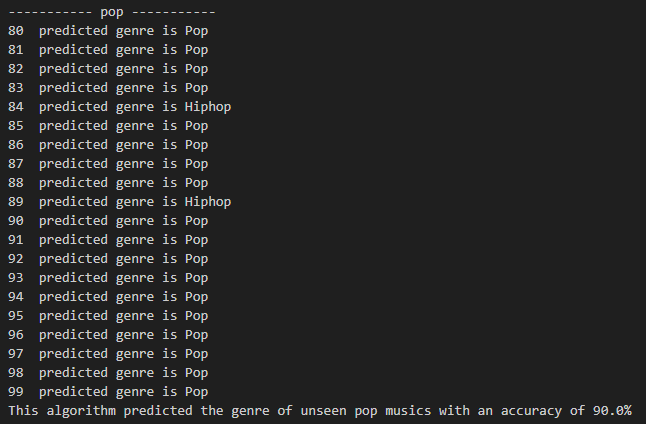 ----------- pop -----------
80  predicted genre is Pop
81  predicted genre is Pop
82  predicted genre is Pop
83  predicted genre is Pop
84  predicted genre is Hiphop
85  predicted genre is Pop
86  predicted genre is Pop
87  predicted genre is Pop
88  predicted genre is Pop
89  predicted genre is Hiphop
90  predicted genre is Pop
91  predicted genre is Pop
92  predicted genre is Pop
93  predicted genre is Pop
94  predicted genre is Pop
95  predicted genre is Pop
96  predicted genre is Pop
97  predicted genre is Pop
98  predicted genre is Pop
99  predicted genre is Pop
This algorithm predicted the genre of unseen pop musics with an accuracy of 90.0%